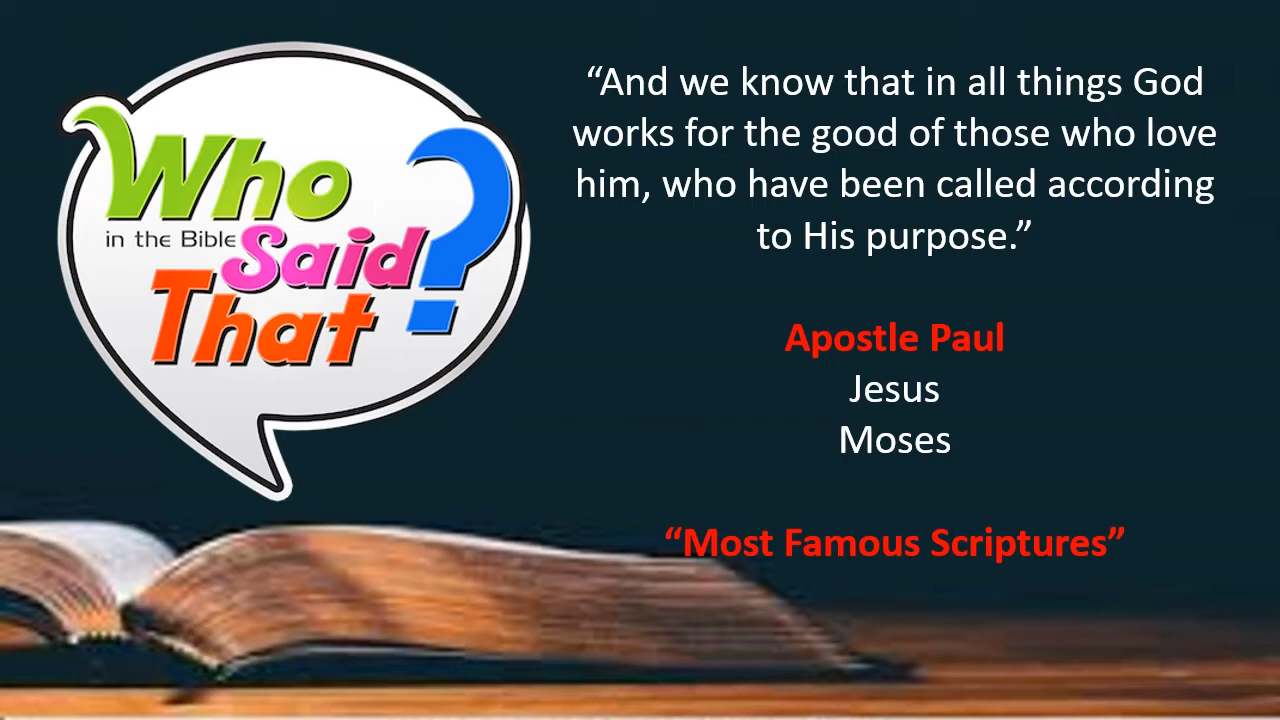 Who
in the Bible
Said
That
?
“And we know that in all things God
works for the good of those who love
him, who have been called according
to His purpose.”
Apostle Paul
Jesus
Moses
“Most Famous Scriptures”